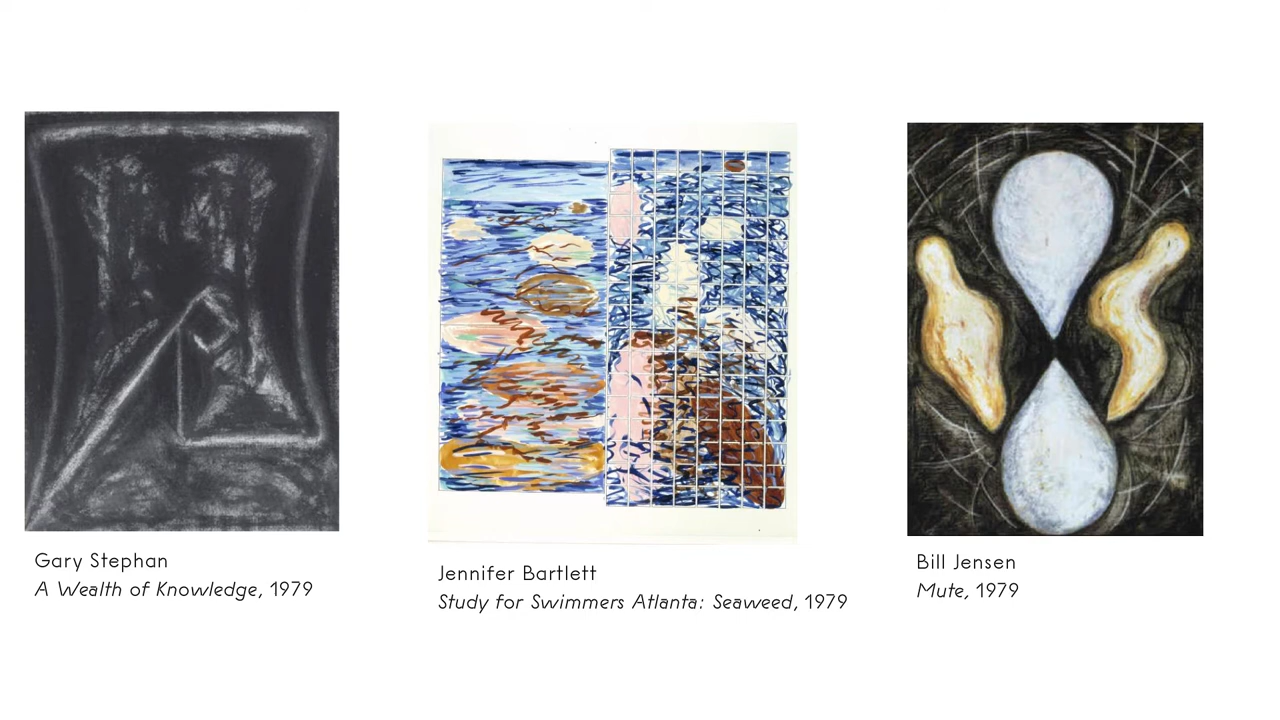 Gary Stephan
A Wealth of Knowledge, 1979
Jennifer Bartlett
Study for Swimmers Atlanta: Seaweed, 1979
Bill Jensen
Mute, 1979